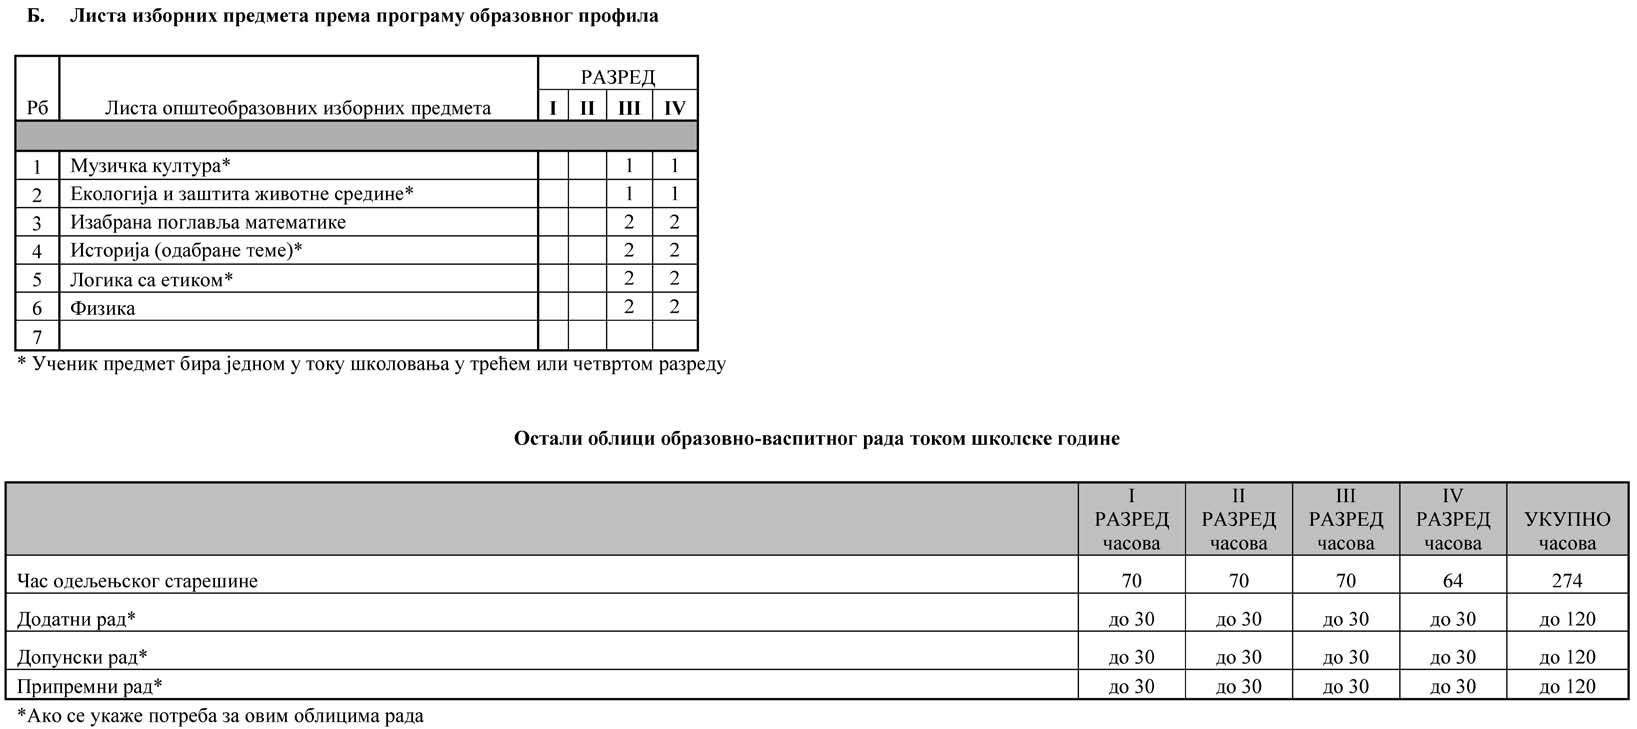 Б. Листа изборних предмета према програму образовног профила
Рб Листа општеобразовних изборних предмета РАЗРЕД
I II III IV
1 Музичка култура* 1 1
2 Екологија и заштита животне средине* 1 1
3 Изабрана поглавља математике 2 2
4 Историја (одабране теме)* 2 2
5 Логика са етиком* 2 2
6 Физика 2 2
7
* Ученик предмет бира једном у току школовања у трећем или четвртом разреду
Остали облици образовно-васпитног рада током школске године
I II III IV
РАЗРЕД РАЗРЕД РАЗРЕД РАЗРЕД УКУПНО
часова часова часова часова часова
Час одељењског старешине 70 70 70 64 274
Додатни рад* до 30 до 30 до 30 до 30 до 120
Допунски рад* до 30 до 30 до 30 до 30 до 120
Припремни рад* до 30 до 30 до 30 до 30 до 120
*Ако се укаже потреба за овим облицима рада